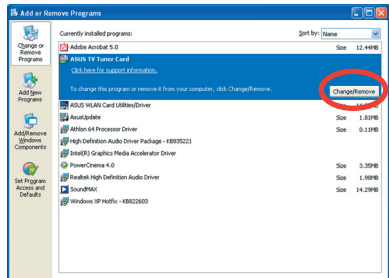 Add or Remove Programs
Change or
Remove
Programs
Add New
Programs
Add/Remove
Windows
Components
Set Program
Access and
Defaults
Currently installed programs:
Sort by: Name
Adobe Acrobat 5.0 Size 12.44MB
ASUS TV Tuner Card
Click here for support information.
To change this program or remove it from your computer, click Change/Remove.
Change/Remove
ASUS WLAN Card Utilities/Driver Size
AsusUpdate Size 1.81MB
Athlon 64 Processor Driver Size 0.11MB
High Definition Audio Driver Package - KB835221
Intel(R) Graphics Media Accelerator Driver
PowerCinema 4.0 Size 3.35MB
Realtek High Definition Audio Driver Size 1.98MB
SoundMAX Size 14.29MB
Windows XP Hotfix - KB822603